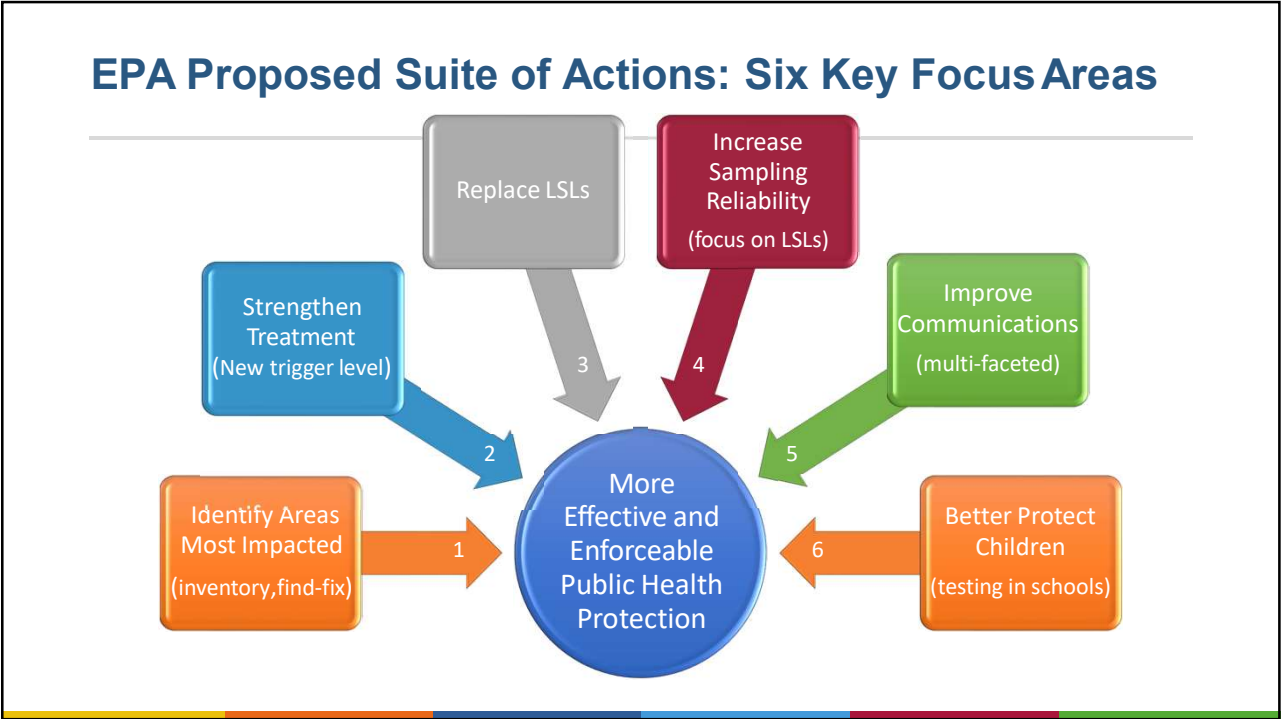 EPA Proposed Suite of Actions: Six Key Focus Areas
Identify Areas
Most Impacted
(inventory,find-fix)
1
Strengthen
Treatment
(New trigger level)
2
Replace LSLs
3
Increase
Sampling
Reliability
(focus on LSLs)
4
Improve
Communications
(multi-faceted)
5
Better Protect
Children
(testing in schools)
6
More
Effective and
Enforceable
Public Health
Protection